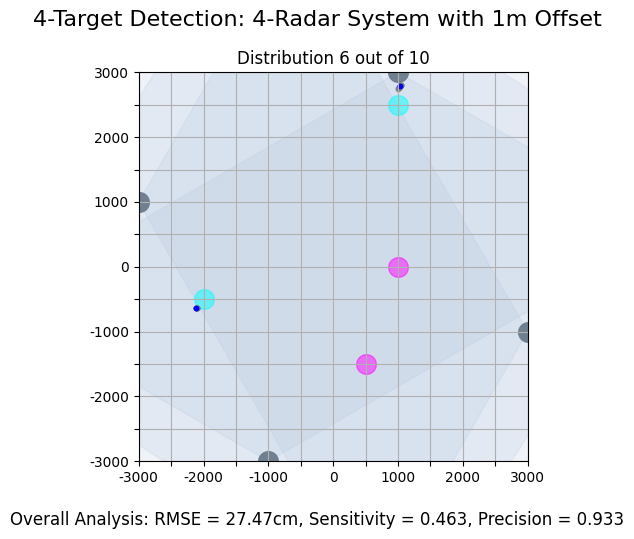 4-Target Detection: 4-Radar System with 1m Offset
Distribution 6 out of 10
3000
2000
1000
0
-1000
-2000
-3000
-3000 -2000 -1000 0 1000 2000 3000
Overall Analysis: RMSE = 27.47cm, Sensitivity = 0.463, Precision = 0.933